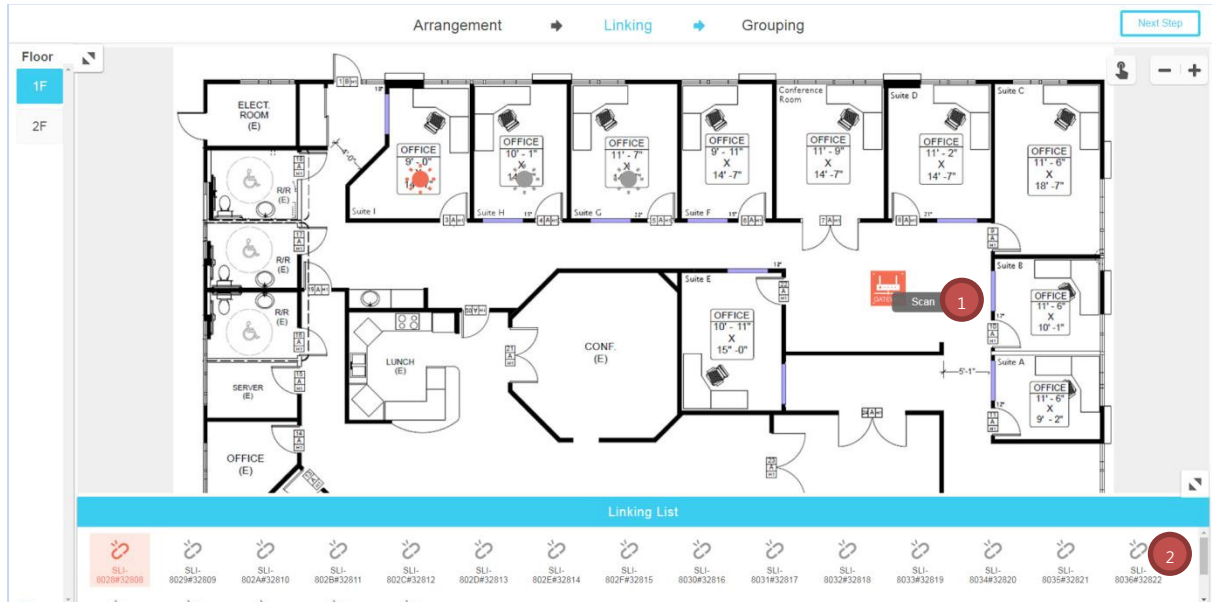 Arrangement
Linking
Grouping
Next Step
Floor
1F
2F
ELECT.
ROOM
(E)
R/R
(E)
R/R
(E)
R/R
(E)
SERVER
(E)
OFFICE
(E)
4'-0"
OFFICE
9' - 0"
Suite I
OFFICE
10' - 1"
X
Suite H
OFFICE
11' - 7"
X
Suite G
OFFICE
9' - 11"
X
14' -7"
Suite F
Conference
Room
OFFICE
11' - 9"
X
14' -7"
Suite D
OFFICE
11' - 2"
X
14' -7"
Suite C
OFFICE
11' - 6"
X
18' -7"
Suite B
OFFICE
11' - 6"
X
10' -1"
Suite A
OFFICE
11' - 6"
X
9' - 2"
5'-1"
Suite E
OFFICE
10' - 11"
X
15" -0"
LUNCH
(E)
CONF.
(E)
Scan
1
Linking List
SLI-
8028#32808
SLI-
8029#32809
SLI-
802A#32810
SLI-
802B#32811
SLI-
802C#32812
SLI-
802D#32813
SLI-
802E#32814
SLI-
802F#32815
SLI-
8030#32816
SLI-
8031#32817
SLI-
8032#32818
SLI-
8033#32819
SLI-
8034#32820
SLI-
8035#32821
SLI-
8036#32822
2